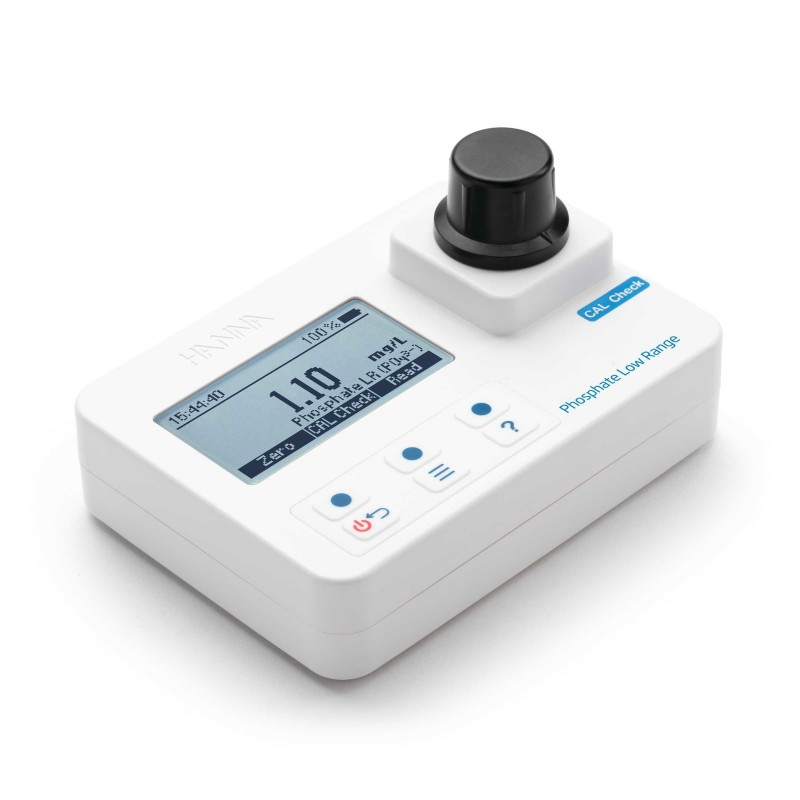 HANNA
15:44:40 100%
1.10 mg/L
Phosphate LR (PO₄³⁻)
Zero CAL Check Read
?
CAL Check
Phosphate Low Range